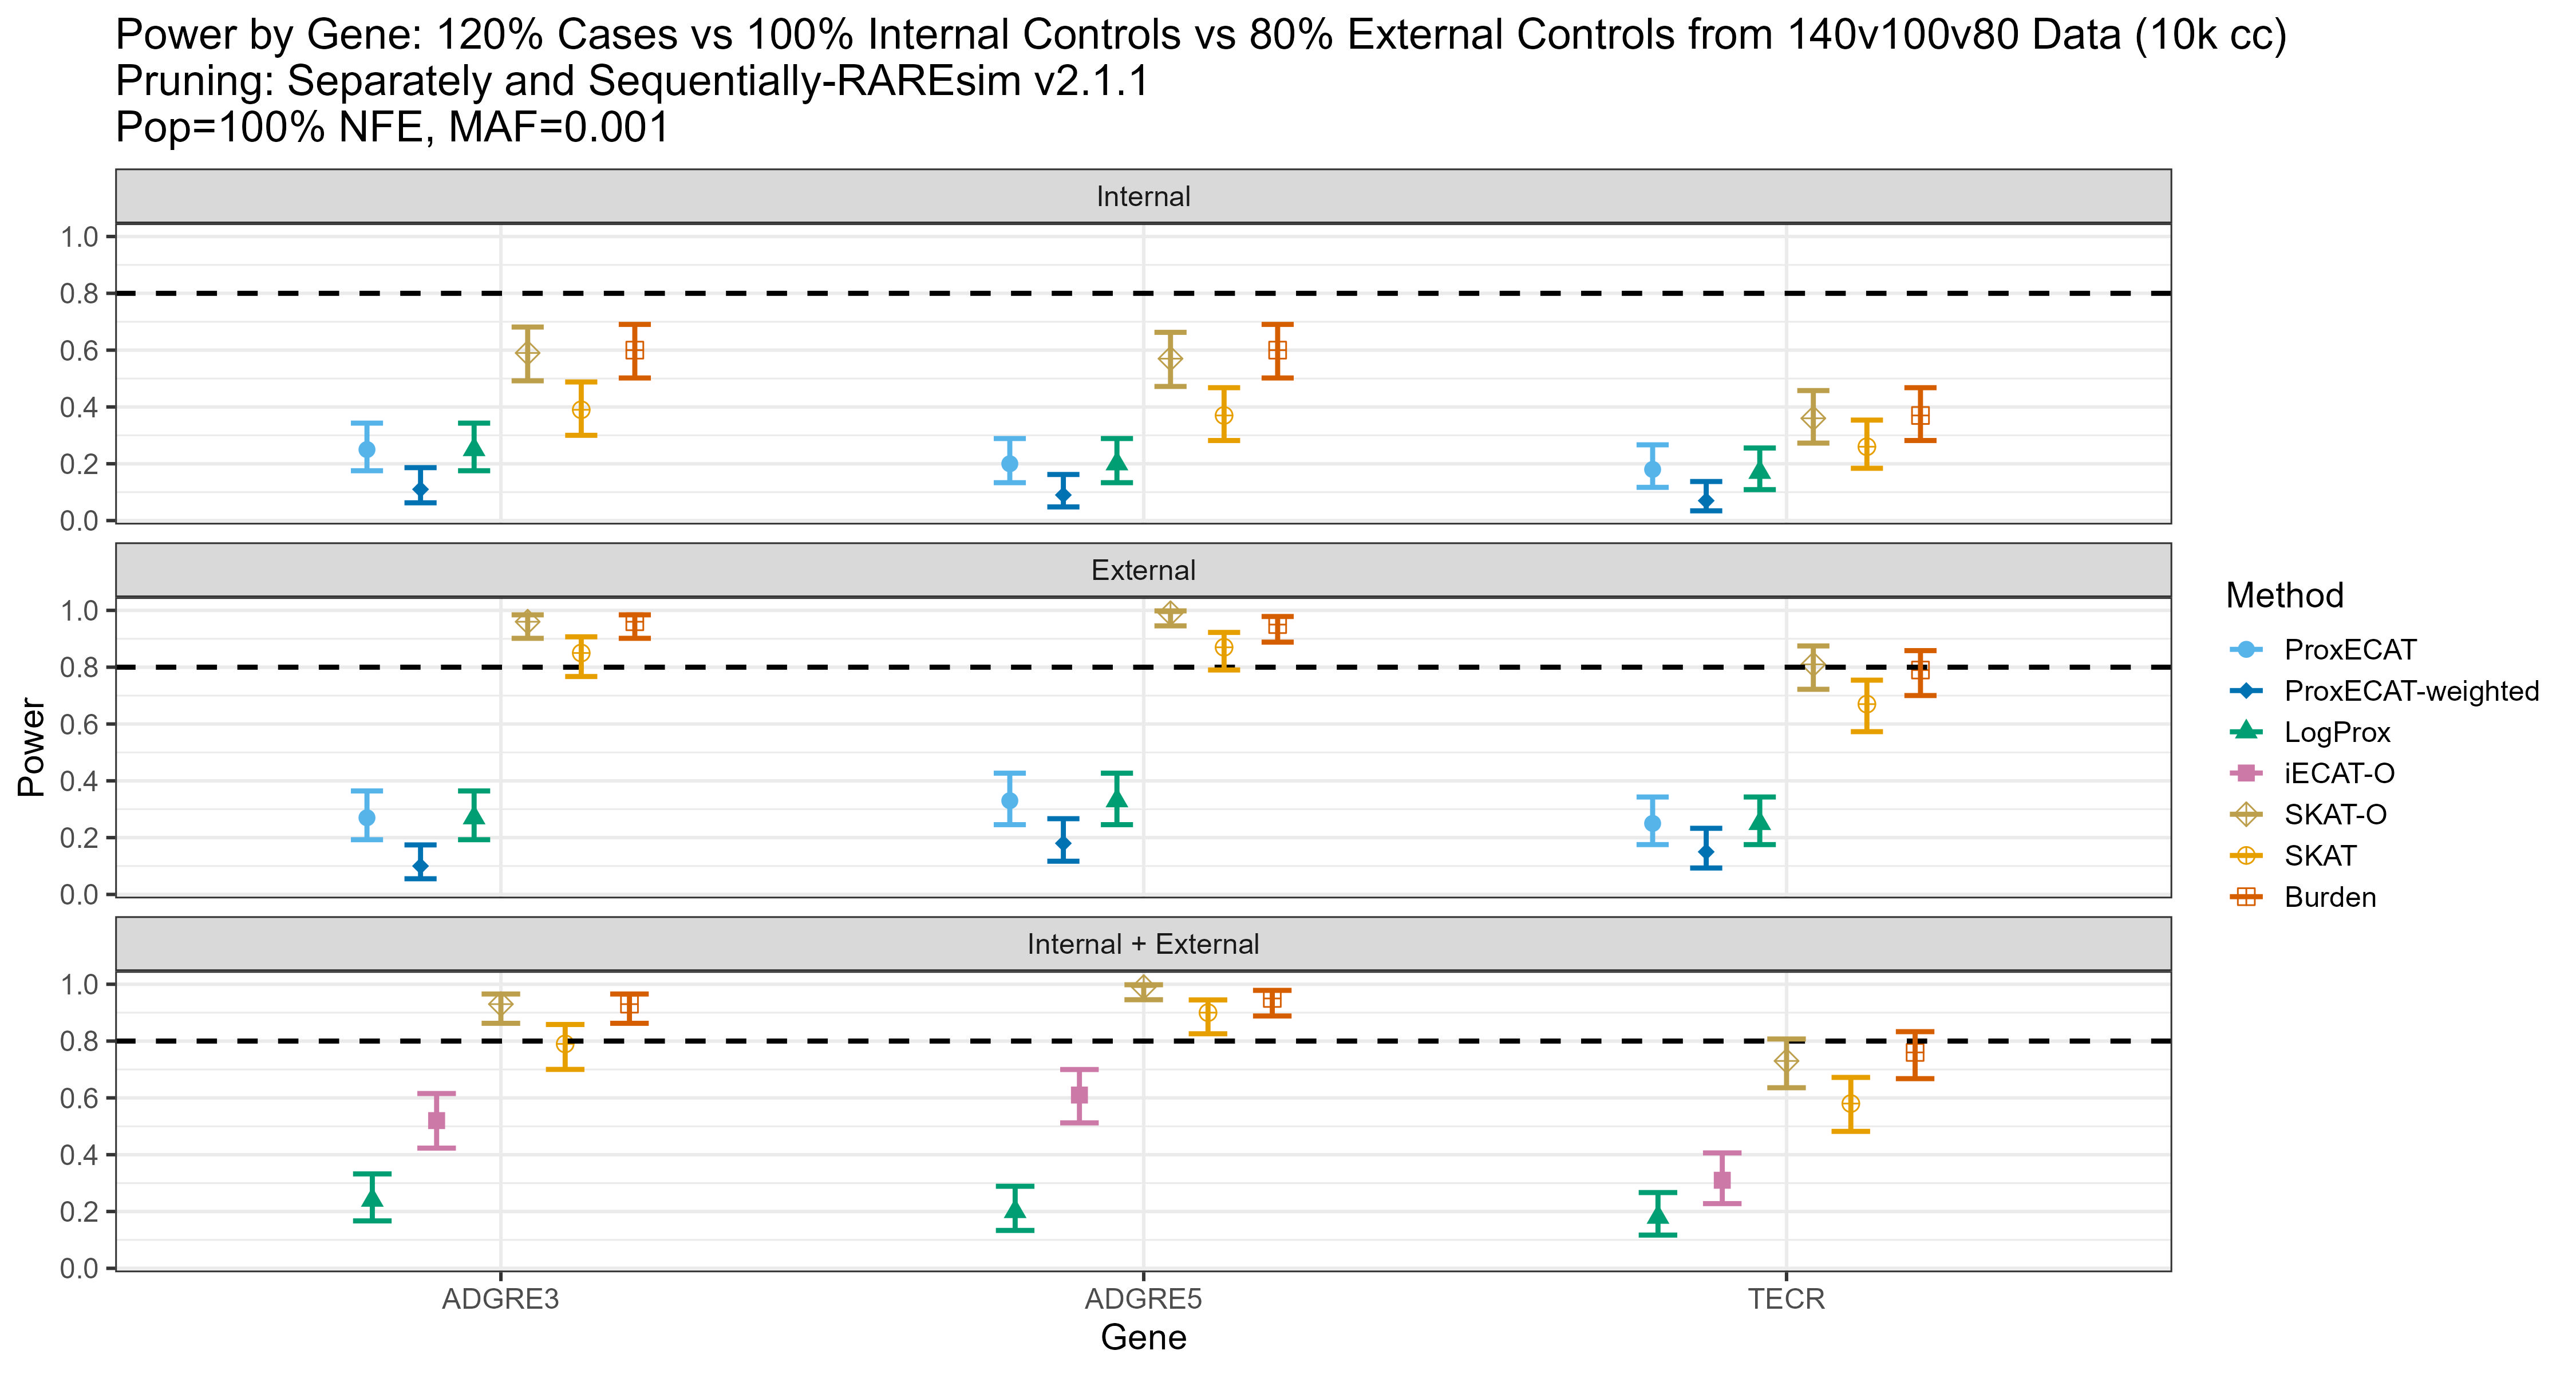 Power by Gene: 120% Cases vs 100% Internal Controls vs 80% External Controls from 140v100v80 Data (10k cc)
Pruning: Separately and Sequentially-RAREsim v2.1.1
Pop=100% NFE, MAF=0.001
Internal
1.0
0.8
0.6
0.4
0.2
0.0
External
1.0
0.8
0.6
0.4
0.2
0.0
Internal + External
1.0
0.8
0.6
0.4
0.2
0.0
Power
ADGRE3
ADGRE5
TECR
Gene
Method
ProxECAT
ProxECAT-weighted
LogProx
iECAT-O
SKAT-O
SKAT
Burden